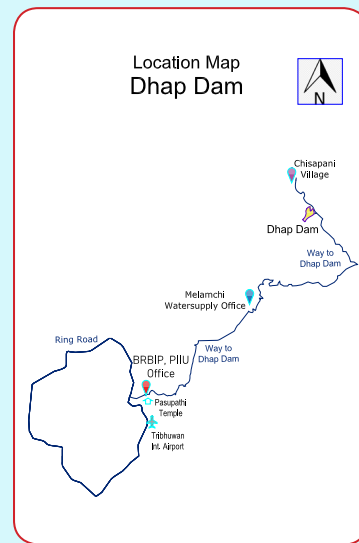 Location Map
Dhap Dam
N
Chisapani
Village
Dhap Dam
Way to
Dhap Dam
Melamchi
Watersupply Office
Way to
Dhap Dam
Ring Road
BRBIP, PIIU
Office
Pasupathi
Temple
Tribhuwan
Int. Airport